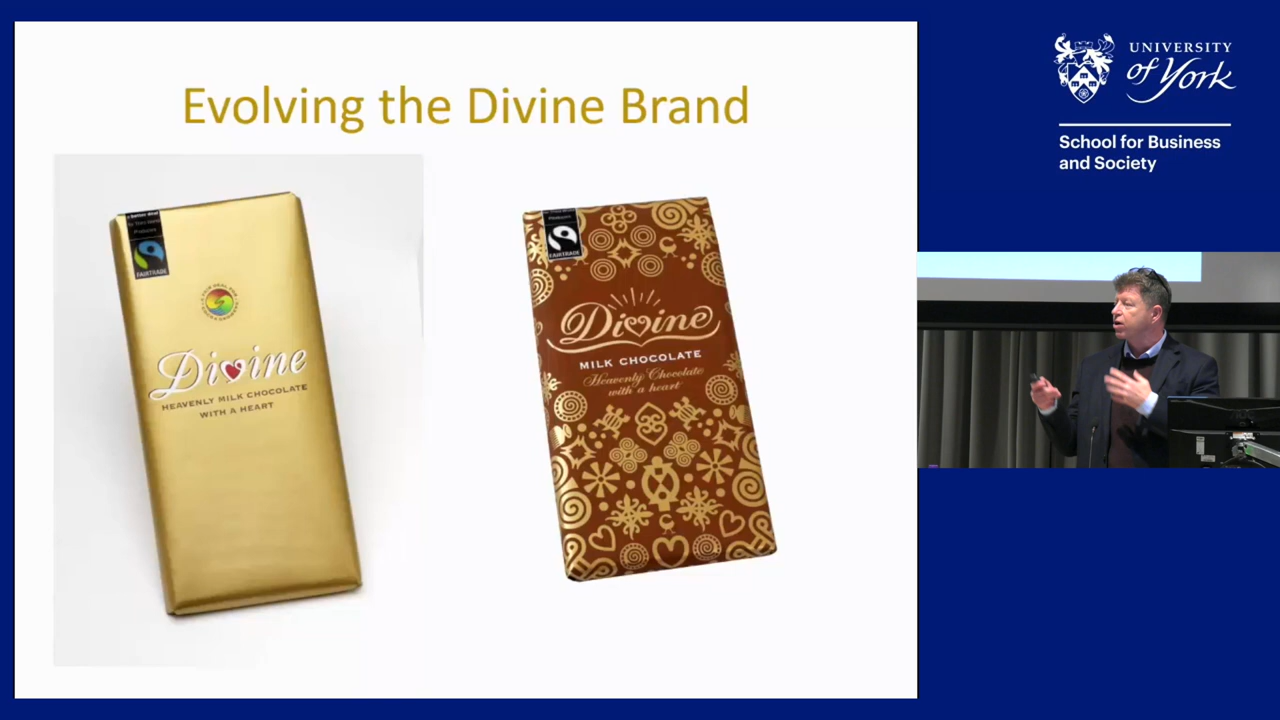 Evolving the Divine Brand
FAIRTRADE
Divine
HEAVENLY MILK CHOCOLATE
WITH A HEART
FAIRTRADE
Divine
MILK CHOCOLATE
Heavenly Chocolate
with a heart
UNIVERSITY
of York
School for Business
and Society